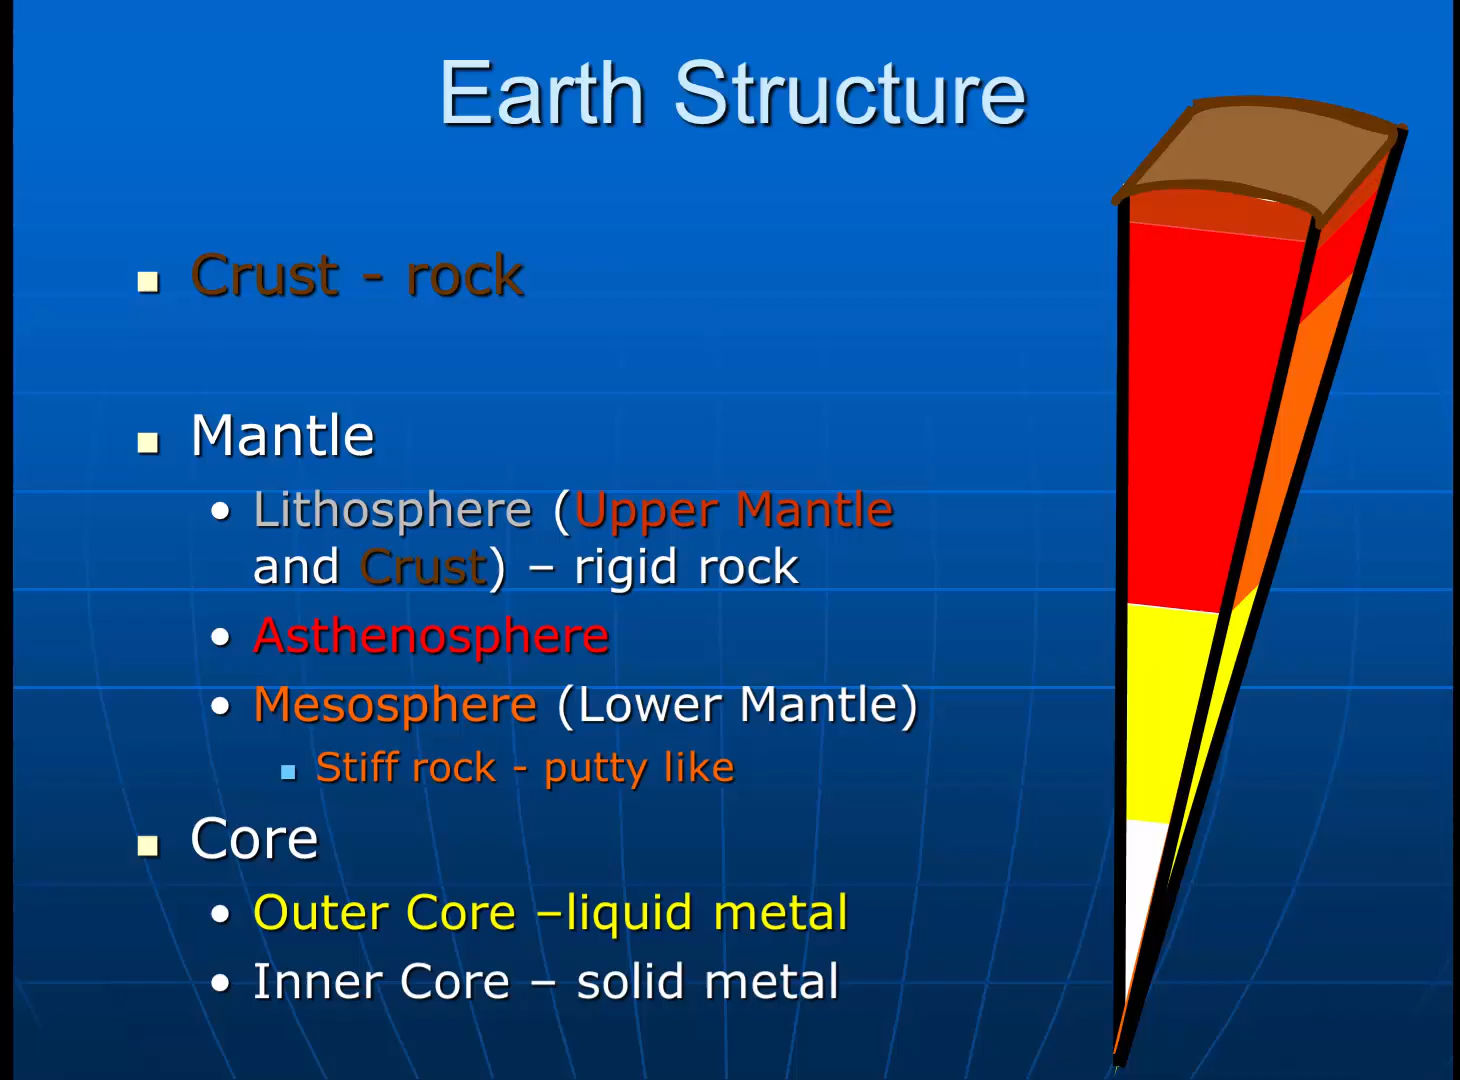 Earth Structure
Crust - rock
Mantle
Lithosphere (Upper Mantle
and Crust) – rigid rock
Asthenosphere
Mesosphere (Lower Mantle)
Stiff rock - putty like
Core
Outer Core –liquid metal
Inner Core – solid metal